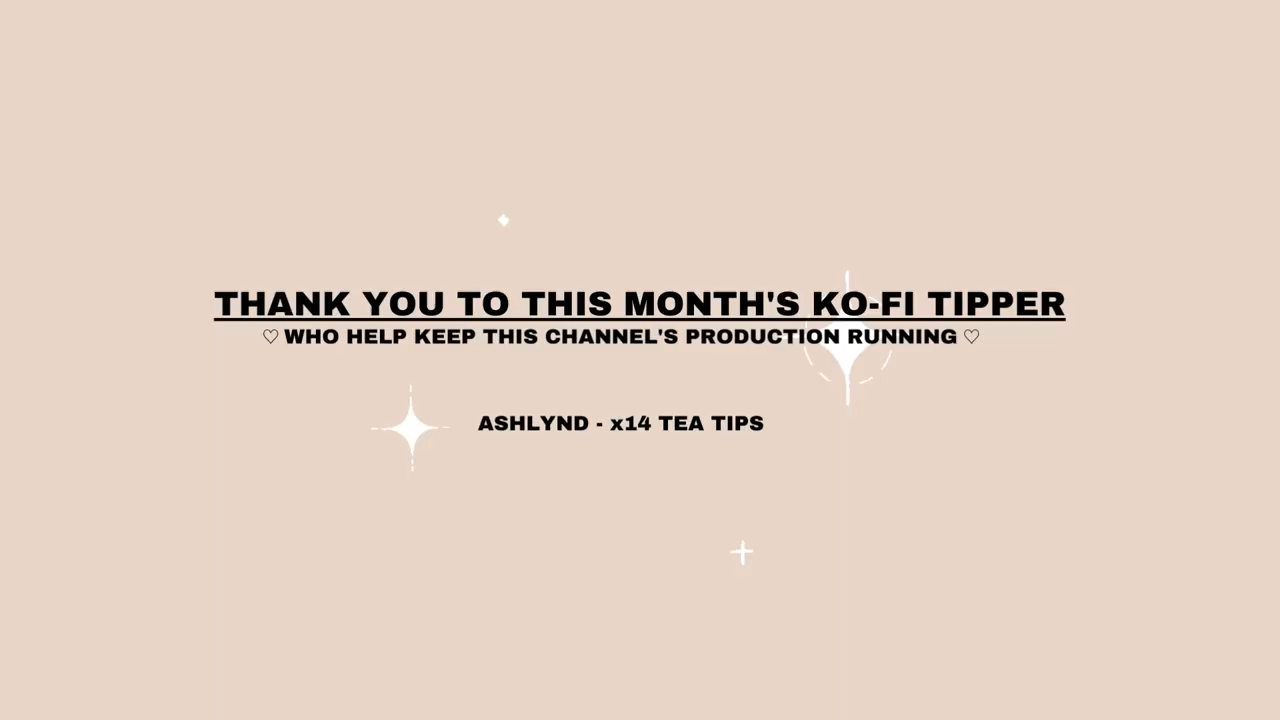 THANK YOU TO THIS MONTH'S KO-FI TIPPER
♡ WHO HELP KEEP THIS CHANNEL'S PRODUCTION RUNNING ♡
ASHLYND - x14 TEA TIPS